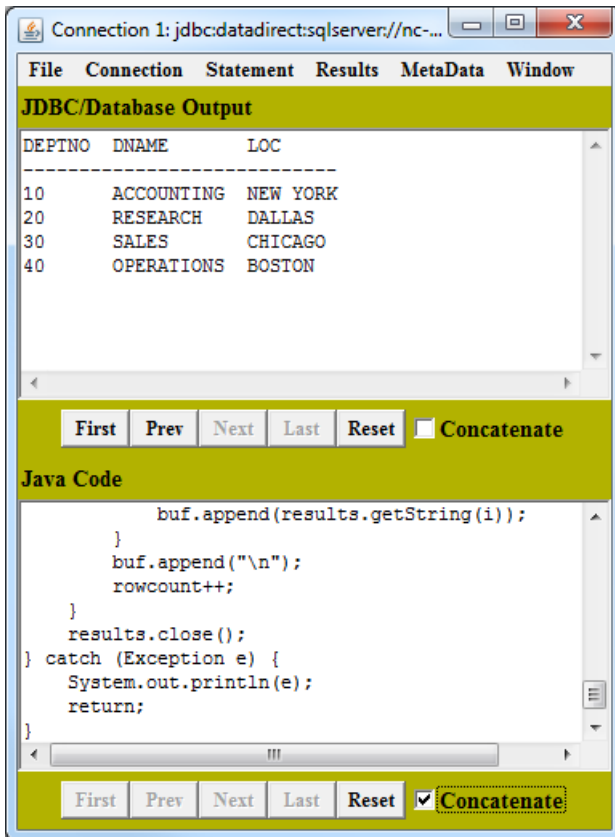 Connection 1: jdbc:datadirect:sqlserver://nc-...
File Connection Statement Results MetaData Window
JDBC/Database Output
DEPTNO DNAME LOC
----------------------------
10 ACCOUNTING NEW YORK
20 RESEARCH DALLAS
30 SALES CHICAGO
40 OPERATIONS BOSTON
First Prev Next Last Reset Concatenate
Java Code
buf.append(results.getString(i));
}
buf.append("\n");
rowcount++;
}
results.close();
} catch (Exception e) {
System.out.println(e);
return;
}
First Prev Next Last Reset Concatenate